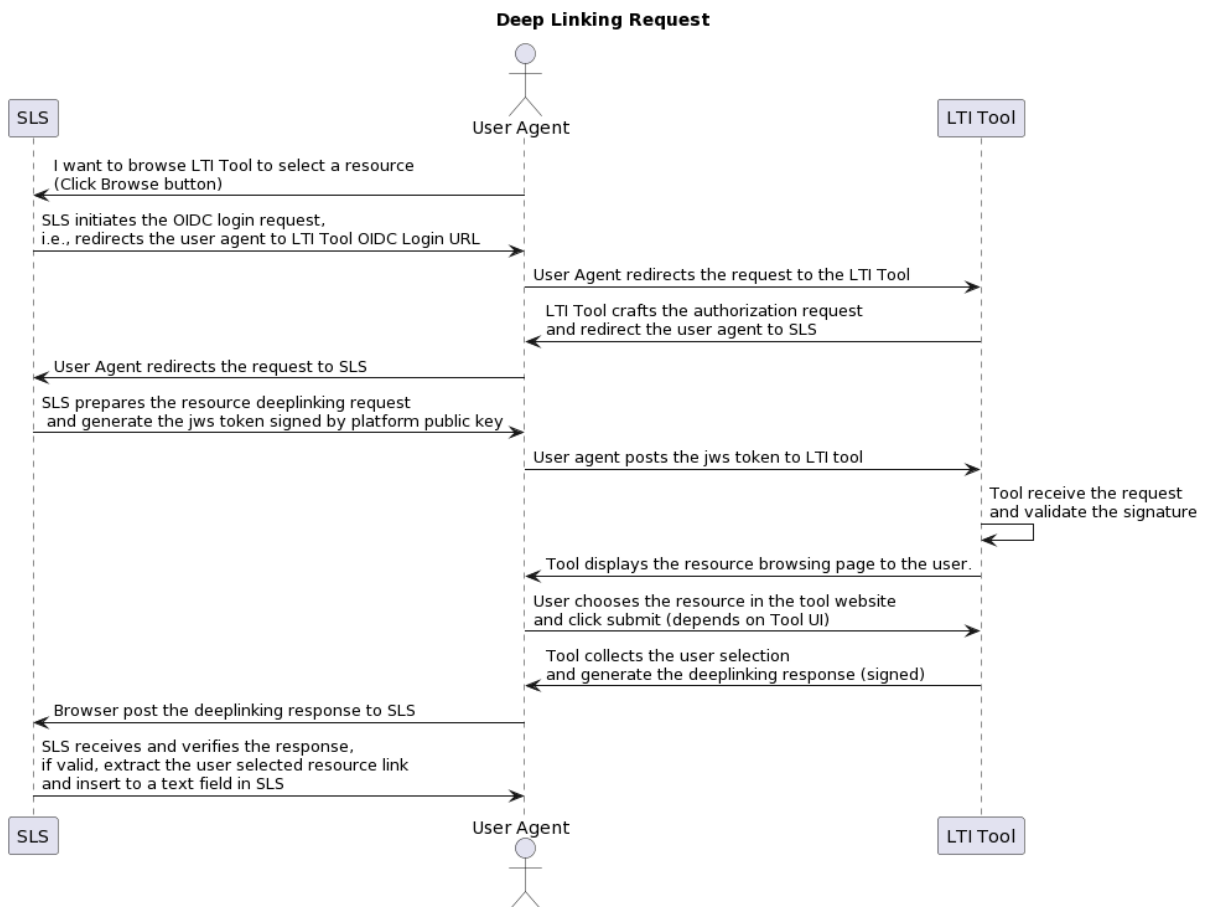 Deep Linking Request
SLS
User Agent
LTI Tool
I want to browse LTI Tool to select a resource
(Click Browse button)
SLS initiates the OIDC login request,
i.e., redirects the user agent to LTI Tool OIDC Login URL
User Agent redirects the request to the LTI Tool
LTI Tool crafts the authorization request
and redirect the user agent to SLS
User Agent redirects the request to SLS
SLS prepares the resource deeplinking request
and generate the jws token signed by platform public key
User agent posts the jws token to LTI tool
Tool receive the request
and validate the signature
Tool displays the resource browsing page to the user.
User chooses the resource in the tool website
and click submit (depends on Tool UI)
Tool collects the user selection
and generate the deeplinking response (signed)
Browser post the deeplinking response to SLS
SLS receives and verifies the response,
if valid, extract the user selected resource link
and insert to a text field in SLS
SLS
User Agent
LTI Tool